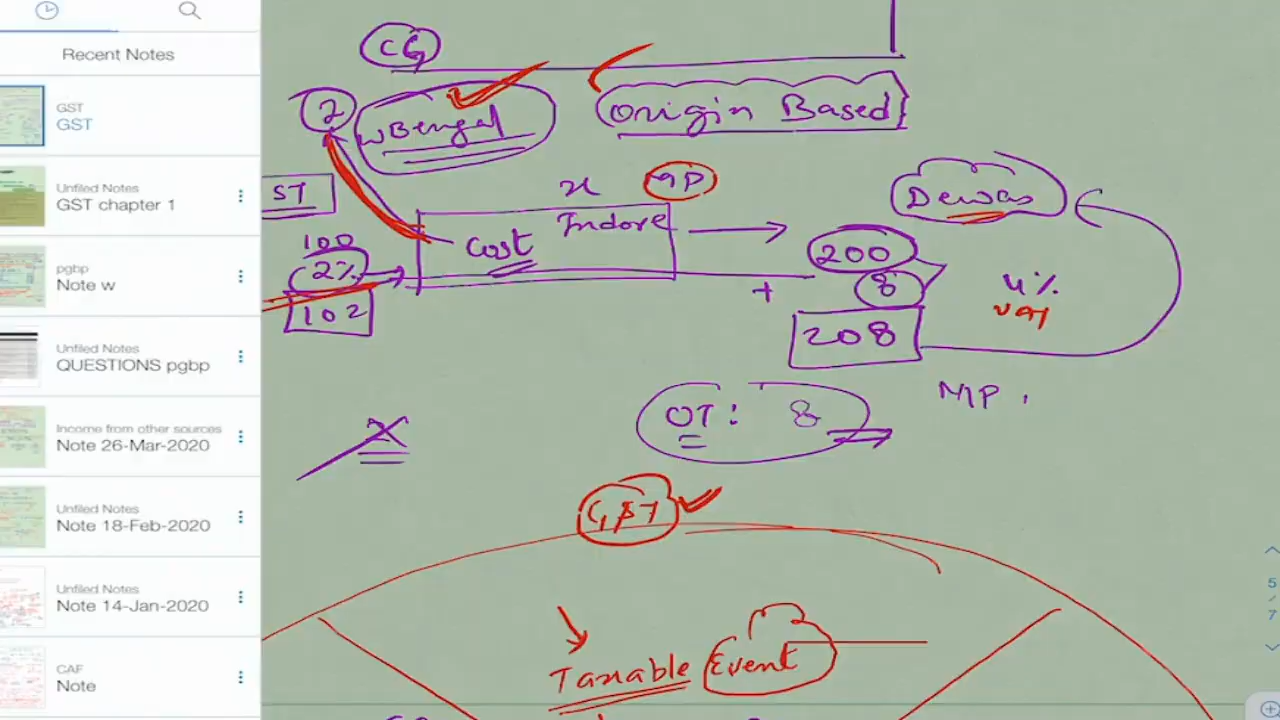 Recent Notes
GST
GST
Unfiled Notes
GST chapter 1
pgbp
Note w
Unfiled Notes
QUESTIONS pgbp
Income from other sources
Note 26-Mar-2020
Unfiled Notes
Note 18-Feb-2020
Unfiled Notes
Note 14-Jan-2020
CAF
Note
CG
2
W Bengal
Origin Based
ST
x
MP
Dewas
100
2%
102
Cost
Indore
200
+
8
4%
Vat
208
OT: 8
MP
X
GST
Taxable Event
5
7